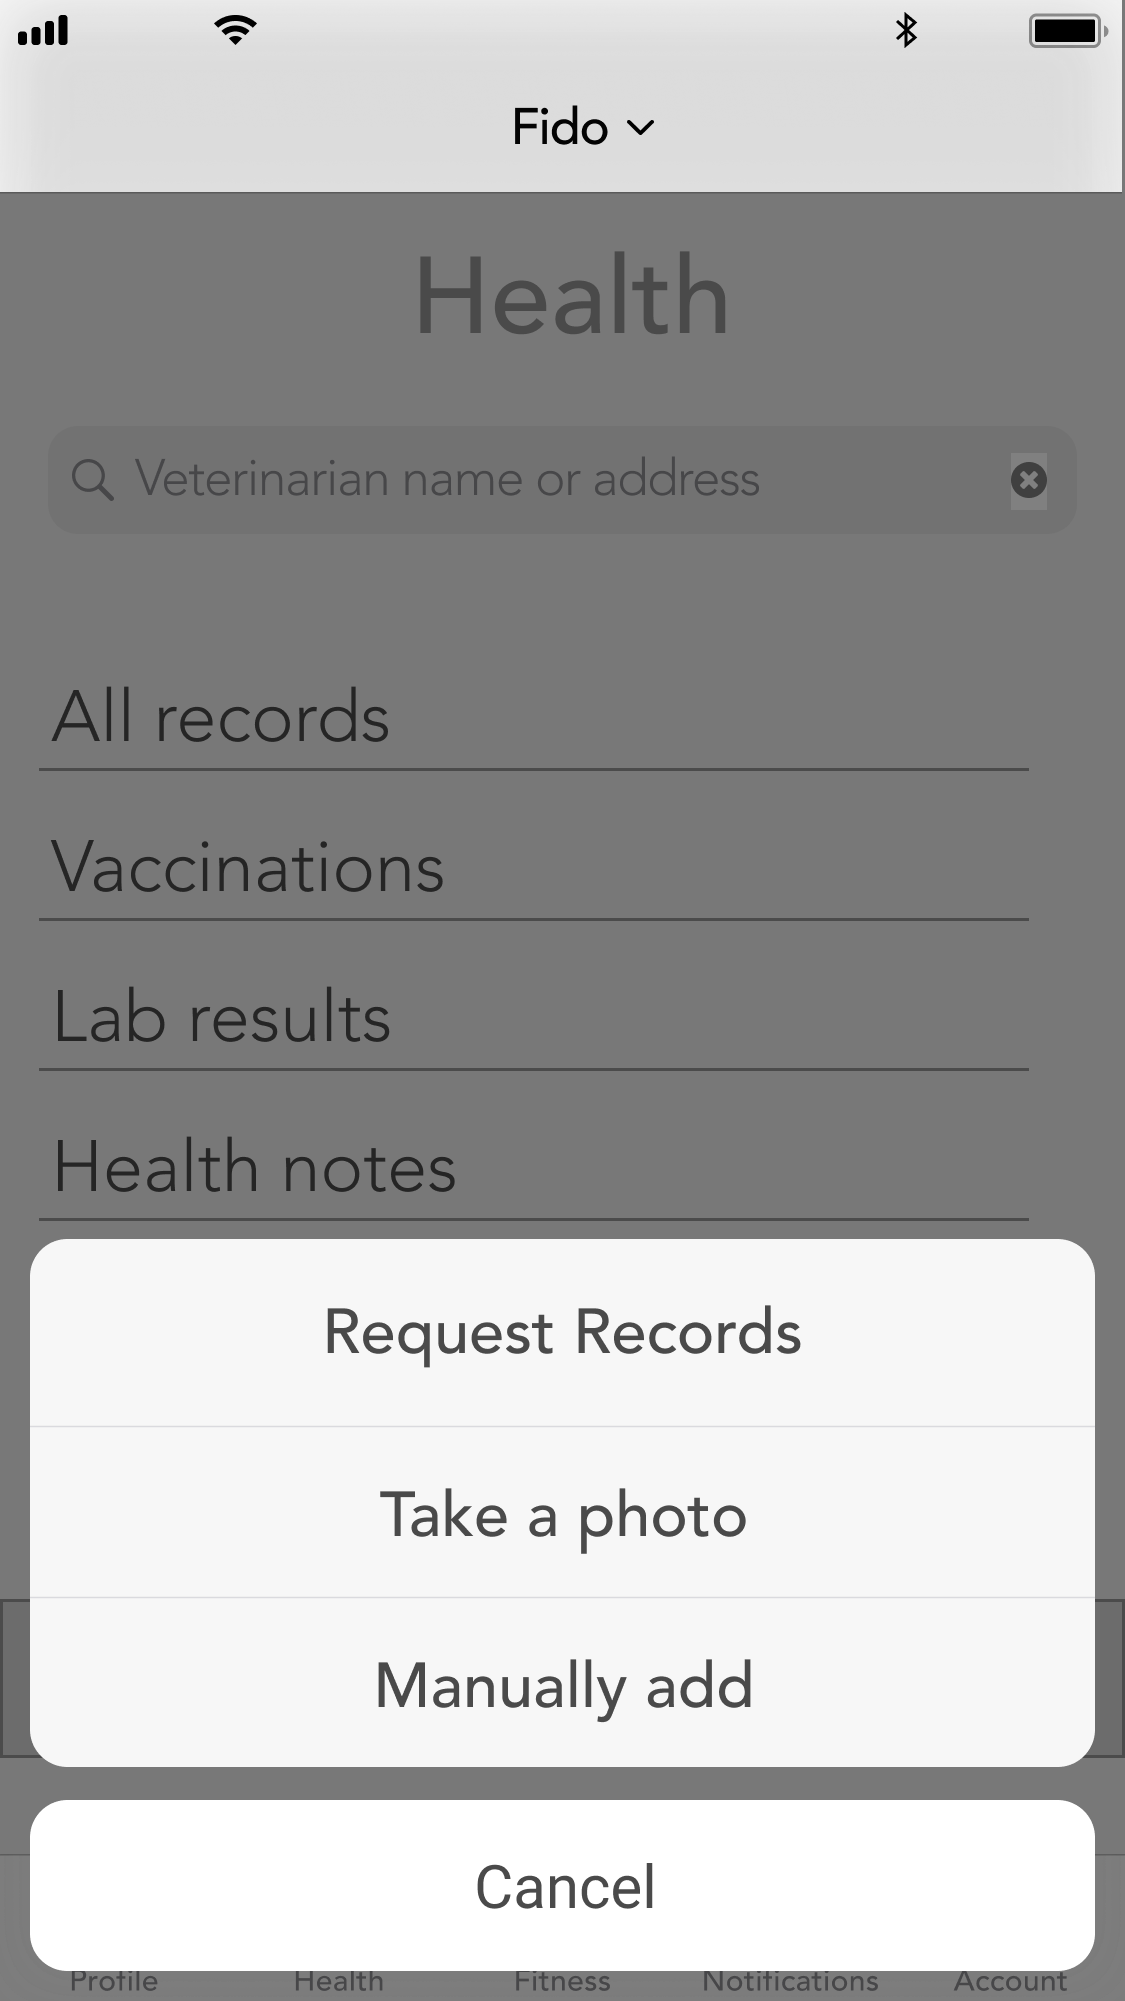 Fido
Health
Veterinarian name or address
All records
Vaccinations
Lab results
Health notes
Request Records
Take a photo
Manually add
Cancel
Profile Health Fitness Notifications Account